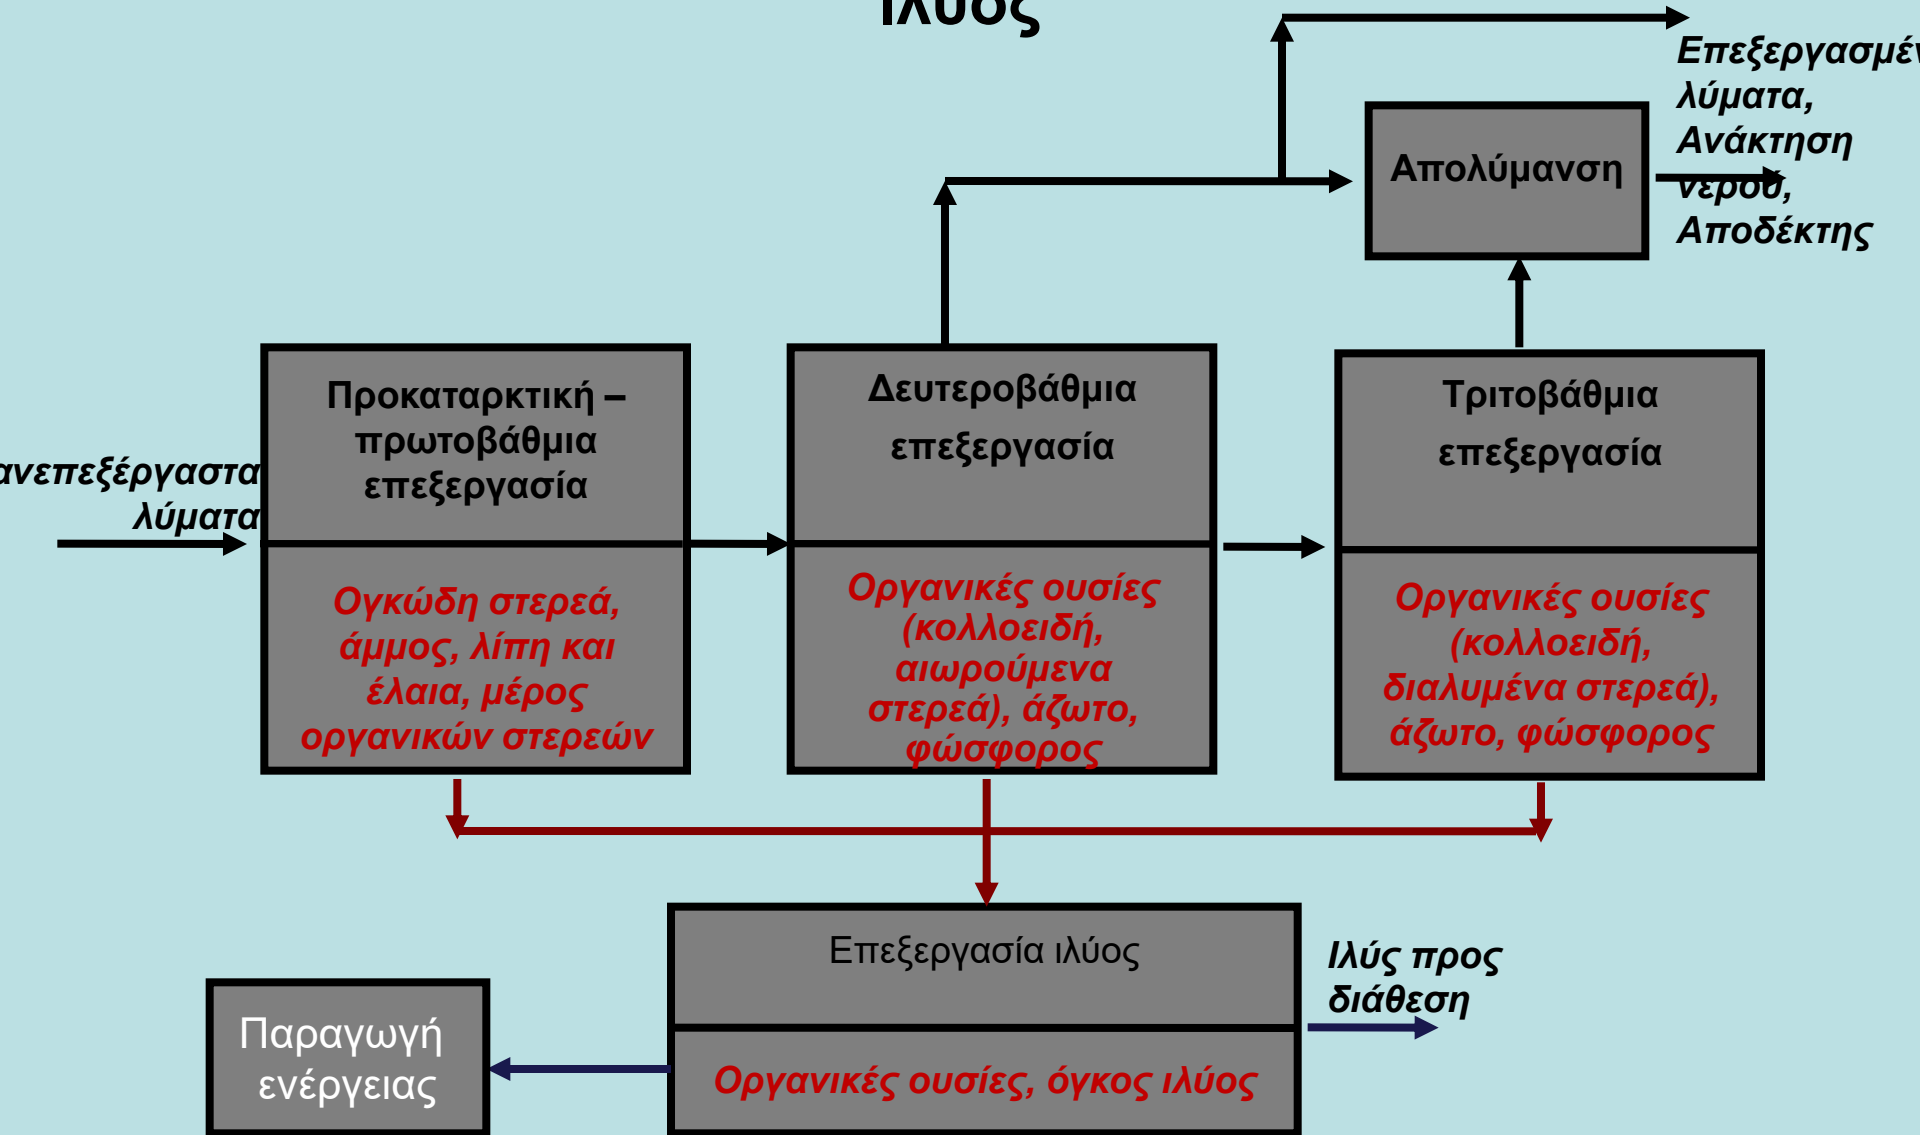 ιλύος
Επεξεργασμέν
λύματα,
Ανάκτηση
νερού,
Αποδέκτης
Απολύμανση
Προκαταρκτική –
πρωτοβάθμια
επεξεργασία
Δευτεροβάθμια
επεξεργασία
Τριτοβάθμια
επεξεργασία
ανεπεξέργαστα
λύματα
Ογκώδη στερεά,
άμμος, λίπη και
έλαια, μέρος
οργανικών στερεών
Οργανικές ουσίες
(κολλοειδή,
αιωρούμενα
στερεά), άζωτο,
φώσφορος
Οργανικές ουσίες
(κολλοειδή,
διαλυμένα στερεά),
άζωτο, φώσφορος
Επεξεργασία ιλύος
Οργανικές ουσίες, όγκος ιλύος
Ιλύς προς
διάθεση
Παραγωγή
ενέργειας